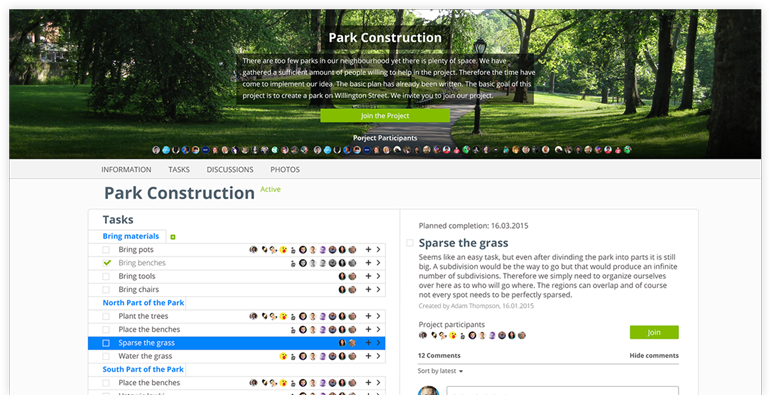 Park Construction
There are too few parks in our neighbourhood yet there is plenty of space. We have
gathered a sufficient amount of people willing to help in the project. Therefore the time have
come to implement our idea. The basic plan has already been written. The basic goal of this
project is to create a park on Willington Street. We invite you to join our project.
Join the Project
Porject Participants
INFORMATION TASKS DISCUSSIONS PHOTOS
Park Construction Active
Tasks
Bring materials
Bring pots
Bring benches
Bring tools
Bring chairs
North Part of the Park
Plant the trees
Place the benches
Sparse the grass
Water the grass
South Part of the Park
Place the benches
Planned completion: 16.03.2015
Sparse the grass
Seems like an easy task, but even after dividing the park into parts it is still
big. A subdivision would be the way to go but that would produce an infinite
number of subdivisions. Therefore we simply need to organize ourselves
over here as to who will go where. The regions can overlap and of course
not every spot needs to be perfectly sparsed.
Created by Adam Thompson, 16.01.2015
Project participants
Join
12 Comments Hide comments
Sort by latest